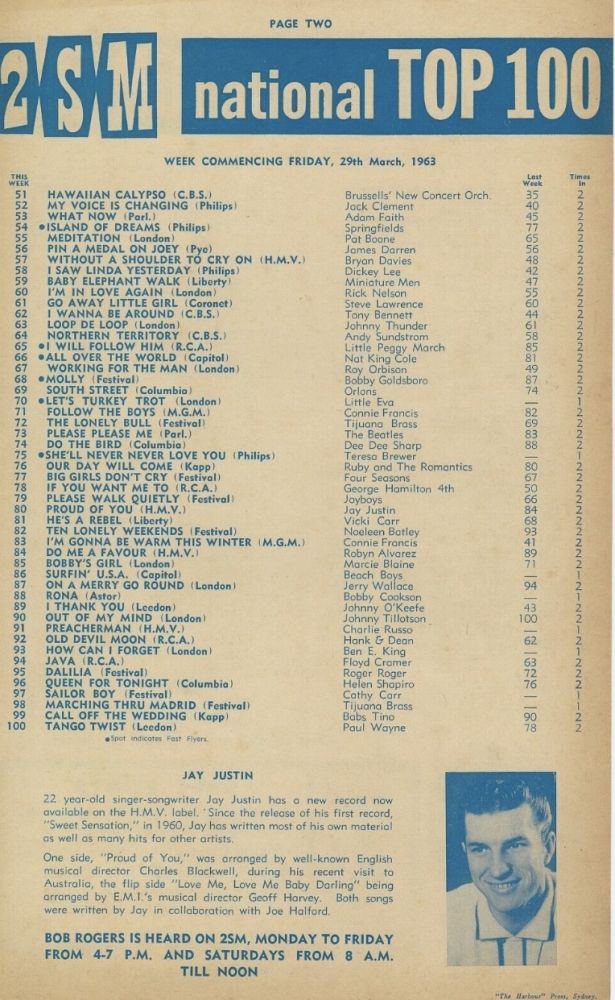 PAGE TWO
2SM national TOP 100
WEEK COMMENCING FRIDAY, 29th March, 1963
THIS WEEK Last Week Times In
51 HAWAIIAN CALYPSO (C.B.S.) Brussells' New Concert Orch. 35 2
52 MY VOICE IS CHANGING (Philips) Jack Clement 40 2
53 WHAT NOW (Parl.) Adam Faith 45 2
54 •ISLAND OF DREAMS (Philips) Springfields 77 2
55 MEDITATION (London) Pat Boone 65 2
56 PIN A MEDAL ON JOEY (Pye) James Darren 56 2
57 WITHOUT A SHOULDER TO CRY ON (H.M.V.) Bryan Davies 48 2
58 I SAW LINDA YESTERDAY (Philips) Dickey Lee 42 2
59 BABY ELEPHANT WALK (Liberty) Miniature Men 47 2
60 I'M IN LOVE AGAIN (London) Rick Nelson 55 2
61 GO AWAY LITTLE GIRL (Coronet) Steve Lawrence 60 2
62 I WANNA BE AROUND (C.B.S.) Tony Bennett 44 2
63 LOOP DE LOOP (London) Johnny Thunder 61 2
64 NORTHERN TERRITORY (C.B.S.) Andy Sundstrom 58 2
65 •I WILL FOLLOW HIM (R.C.A.) Little Peggy March 85 2
66 •ALL OVER THE WORLD (Capitol) Nat King Cole 81 2
67 WORKING FOR THE MAN (London) Roy Orbison 49 2
68 •MOLLY (Festival) Bobby Goldsboro 87 2
69 SOUTH STREET (Columbia) Orlons 74 2
70 •LET'S TURKEY TROT (London) Little Eva — 1
71 FOLLOW THE BOYS (M.G.M.) Connie Francis 82 2
72 THE LONELY BULL (Festival) Tijuana Brass 69 2
73 PLEASE PLEASE ME (Parl.) The Beatles 83 2
74 DO THE BIRD (Columbia) Dee Dee Sharp 88 2
75 •SHE'LL NEVER NEVER LOVE YOU (Philips) Teresa Brewer — 1
76 OUR DAY WILL COME (Kapp) Ruby and The Romantics 80 2
77 BIG GIRLS DON'T CRY (Festival) Four Seasons 67 2
78 IF YOU WANT ME TO (R.C.A.) George Hamilton 4th 50 2
79 PLEASE WALK QUIETLY (Festival) Joyboys 66 2
80 PROUD OF YOU (H.M.V.) Jay Justin 84 2
81 HE'S A REBEL (Liberty) Vicki Carr 68 2
82 TEN LONELY WEEKENDS (Festival) Noeleen Batley 93 2
83 I'M GONNA BE WARM THIS WINTER (M.G.M.) Connie Francis 41 2
84 DO ME A FAVOUR (H.M.V.) Robyn Alvarez 89 2
85 BOBBY'S GIRL (London) Marcie Blaine 71 2
86 SURFIN' U.S.A. (Capitol) Beach Boys — 1
87 ON A MERRY GO ROUND (London) Jerry Wallace 94 2
88 RONA (Astor) Bobby Cookson — 1
89 I THANK YOU (Leedon) Johnny O'Keefe 43 2
90 OUT OF MY MIND (London) Johnny Tillotson 100 2
91 PREACHERMAN (H.M.V.) Charlie Russo — 1
92 OLD DEVIL MOON (R.C.A.) Hank & Dean 62 2
93 HOW CAN I FORGET (London) Ben E. King — 1
94 JAVA (R.C.A.) Floyd Cramer 63 2
95 DALILIA (Festival) Roger Roger 72 2
96 QUEEN FOR TONIGHT (Columbia) Helen Shapiro 76 2
97 SAILOR BOY (Festival) Cathy Carr — 1
98 MARCHING THRU MADRID (Festival) Tijuana Brass — 1
99 CALL OFF THE WEDDING (Kapp) Babs Tino 90 2
100 TANGO TWIST (Leedon) Paul Wayne 78 2
•Spot indicates Fast Flyers.
JAY JUSTIN
22 year-old singer-songwriter Jay Justin has a new record now
available on the H.M.V. label. Since the release of his first record,
"Sweet Sensation," in 1960, Jay has written most of his own material
as well as many hits for other artists.
One side, "Proud of You," was arranged by well-known English
musical director Charles Blackwell, during his recent visit to
Australia, the flip side "Love Me, Love Me Baby Darling" being
arranged by E.M.I.'s musical director Geoff Harvey. Both songs
were written by Jay in collaboration with Joe Halford.
BOB ROGERS IS HEARD ON 2SM, MONDAY TO FRIDAY
FROM 4-7 P.M. AND SATURDAYS FROM 8 A.M.
TILL NOON
"The Harbour" Press, Sydney